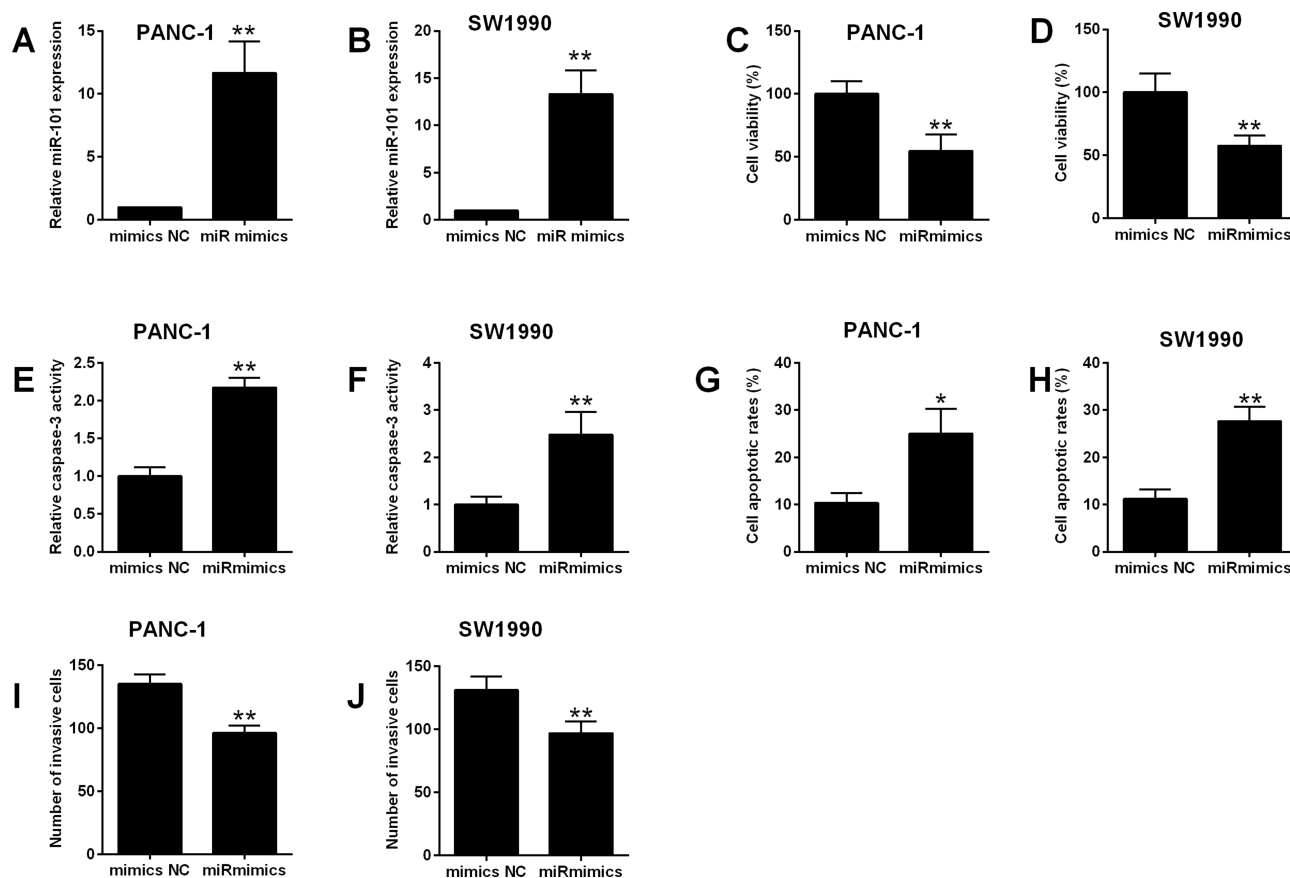 A
PANC-1
Relative miR-101 expression
15
10
5
0
**
mimics NC miR mimics
B
SW1990
Relative miR-101 expression
20
15
10
5
0
**
mimics NC miR mimics
C
PANC-1
Cell viability (%)
150
100
50
0
**
mimics NC miRmimics
D
SW1990
Cell viability (%)
150
100
50
0
**
mimics NC miRmimics
E
PANC-1
Relative caspase-3 activity
2.5
2.0
1.5
1.0
0.5
0.0
**
mimics NC miRmimics
F
SW1990
Relative caspase-3 activity
4
3
2
1
0
**
mimics NC miRmimics
G
PANC-1
Cell apoptotic rates (%)
40
30
20
10
0
*
mimics NC miRmimics
H
SW1990
Cell apoptotic rates (%)
40
30
20
10
0
**
mimics NC miRmimics
I
PANC-1
Number of invasive cells
150
100
50
0
**
mimics NC miRmimics
J
SW1990
Number of invasive cells
150
100
50
0
**
mimics NC miRmimics